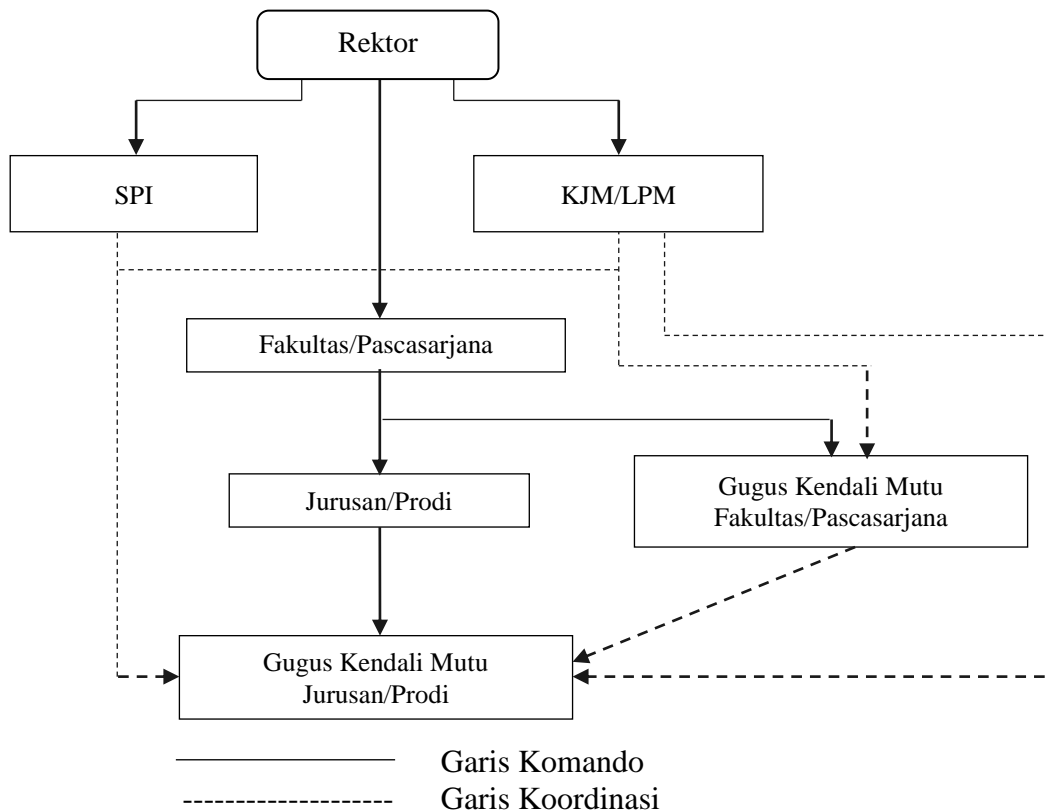 Rektor
SPI
KJM/LPM
Fakultas/Pascasarjana
Jurusan/Prodi
Gugus Kendali Mutu
Fakultas/Pascasarjana
Gugus Kendali Mutu
Jurusan/Prodi
Garis Komando
Garis Koordinasi